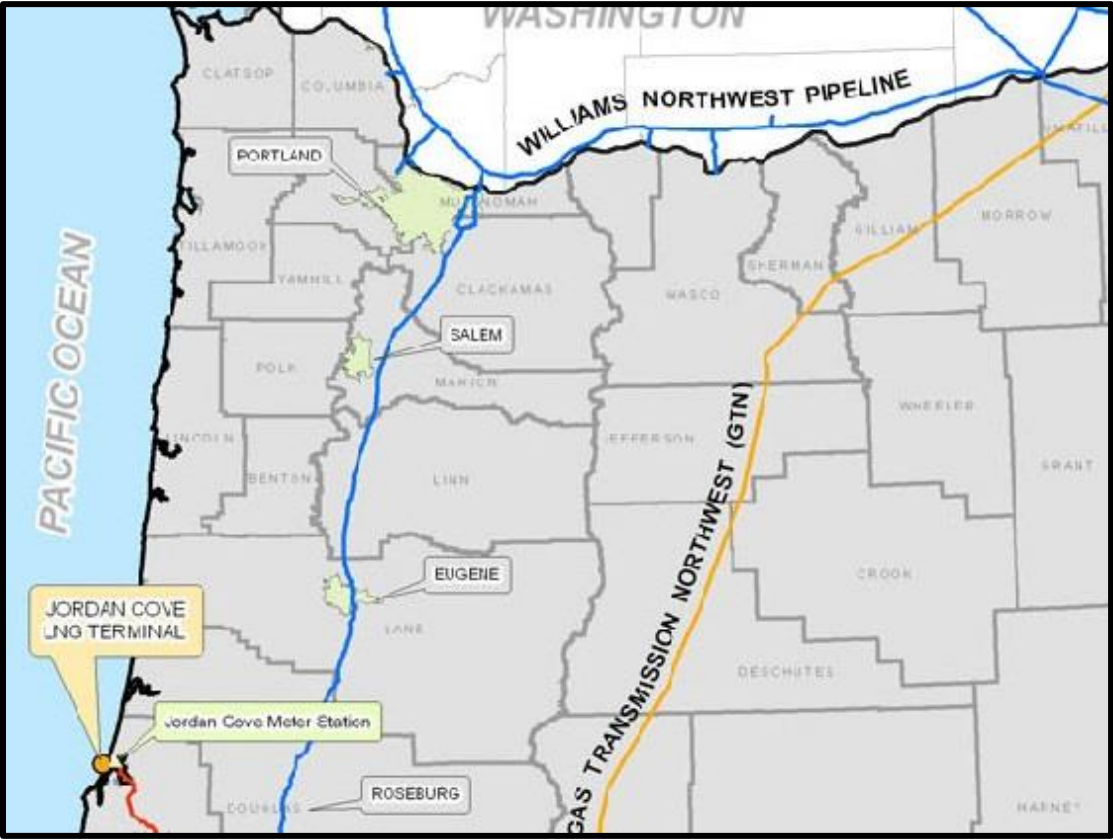 WASHINGTON
CLATSOP
COLUMBIA
WILLIAMS NORTHWEST PIPELINE
UMATILL
PORTLAND
MULTNOMAH
MORROW
TILLAMOOK
GILLIAM
YAMHILL
SHERMAN
CLACKAMAS
WASCO
PACIFIC OCEAN
SALEM
POLK
MARION
WHEELER
LINCOLN
JEFFERSON
GRANT
BENTON
LINN
GAS TRANSMISSION NORTHWEST (GTN)
EUGENE
CROOK
JORDAN COVE
LNG TERMINAL
LANE
DESCHUTES
Jordan Cove Meter Station
ROSEBURG
DOUGLAS
HARNEY